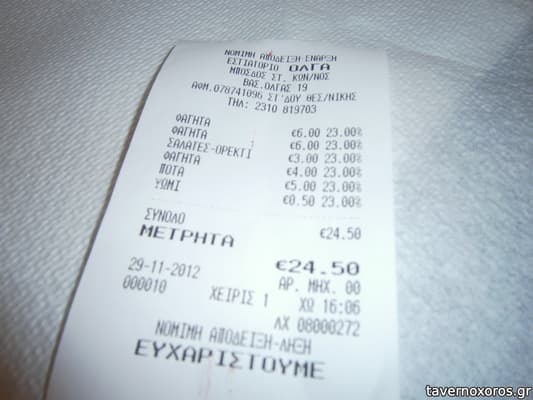 ΝΟΜΙΜΗ ΑΠΟΔΕΙΞΗ-ΕΝΑΡΞΗ
ΕΣΤΙΑΤΟΡΙΟ ΟΛΓΑ
ΜΠΟΣΔΟΣ ΣΤ. ΚΩΝ/ΝΟΣ
ΒΑΣ.ΟΛΓΑΣ 19
ΑΦΜ.078741096 ΣΤ'ΔΟΥ ΘΕΣ/ΝΙΚΗΣ
ΤΗΛ: 2310 819703
ΦΑΓΗΤΑ €6.00 23.00%
ΦΑΓΗΤΑ €6.00 23.00%
ΣΑΛΑΤΕΣ-ΟΡΕΚΤΙ €3.00 23.00%
ΦΑΓΗΤΑ €4.00 23.00%
ΠΟΤΑ €5.00 23.00%
ΨΩΜΙ €0.50 23.00%
ΣΥΝΟΛΟ €24.50
ΜΕΤΡΗΤΑ €24.50
29-11-2012 ΑΡ. ΜΗΧ. 00
000010 ΧΕΙΡΙΣ 1 ΧΩ 16:06
ΛΧ 08000272
ΝΟΜΙΜΗ ΑΠΟΔΕΙΞΗ-ΛΗΞΗ
ΕΥΧΑΡΙΣΤΟΥΜΕ
tavernoxoros.gr